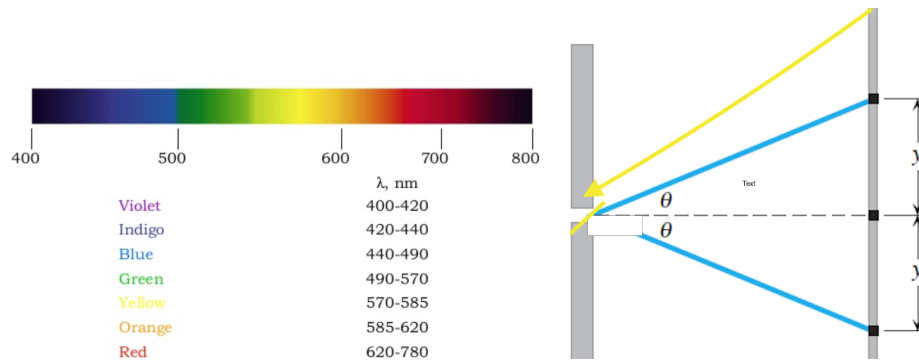 400 500 600 700 800
λ, nm
Violet 400-420
Indigo 420-440
Blue 440-490
Green 490-570
Yellow 570-585
Orange 585-620
Red 620-780
Text
θ
θ
y
y